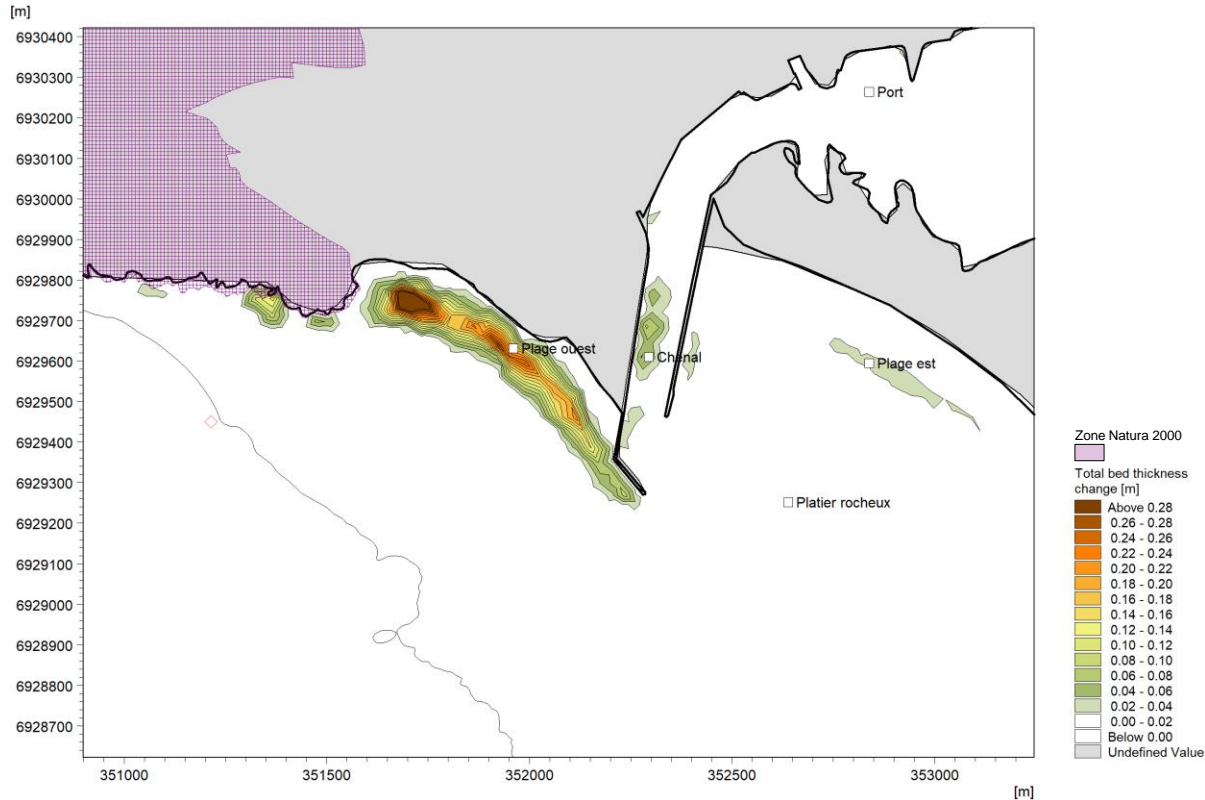 [m]
6930400
6930300
6930200
6930100
6930000
6929900
6929800
6929700
6929600
6929500
6929400
6929300
6929200
6929100
6929000
6928900
6928800
6928700
351000
351500
352000
352500
353000
[m]
Port
Plage ouest
Chenal
Plage est
Platier rocheux
Zone Natura 2000
Total bed thickness
change [m]
Above 0.28
0.26 - 0.28
0.24 - 0.26
0.22 - 0.24
0.20 - 0.22
0.18 - 0.20
0.16 - 0.18
0.14 - 0.16
0.12 - 0.14
0.10 - 0.12
0.08 - 0.10
0.06 - 0.08
0.04 - 0.06
0.02 - 0.04
0.00 - 0.02
Below 0.00
Undefined Value